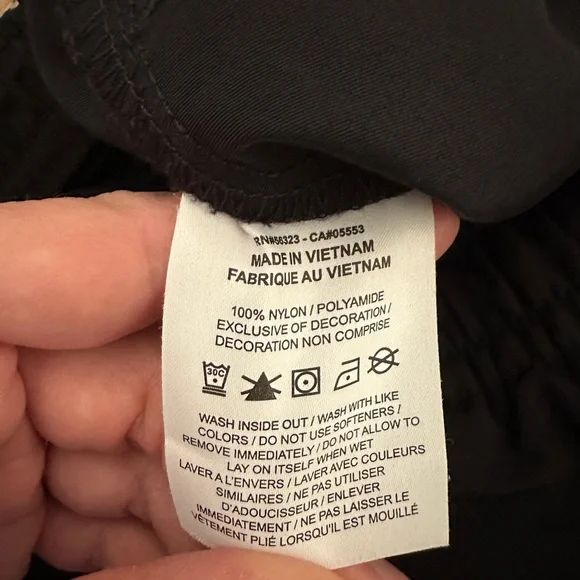 RN#56323 - CA#05553
MADE IN VIETNAM
FABRIQUE AU VIETNAM
100% NYLON / POLYAMIDE
EXCLUSIVE OF DECORATION /
DECORATION NON COMPRISE
30C
WASH INSIDE OUT / WASH WITH LIKE
COLORS / DO NOT USE SOFTENERS /
REMOVE IMMEDIATELY / DO NOT ALLOW TO
LAY ON ITSELF WHEN WET
LAVER A L'ENVERS / LAVER AVEC COULEURS
SIMILAIRES / NE PAS UTILISER
D'ADOUCISSEUR / ENLEVER
IMMEDIATEMENT / NE PAS LAISSER LE
VÊTEMENT PLIÉ LORSQU'IL EST MOUILLÉ